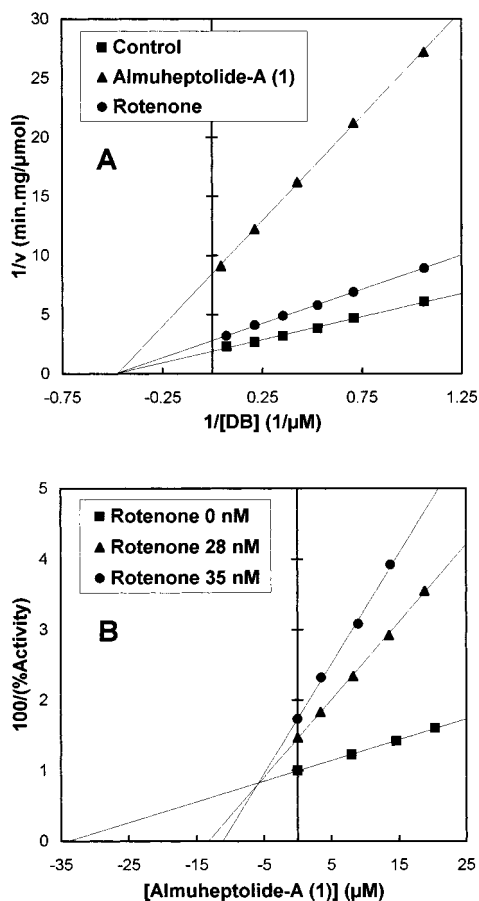 30
25
20
15
10
5
0
1/v (min.mg/µmol)
Control
Almuheptolide-A (1)
Rotenone
A
-0.75 -0.25 0.25 0.75 1.25
1/[DB] (1/µM)
5
4
3
2
1
0
100/(%Activity)
Rotenone 0 nM
Rotenone 28 nM
Rotenone 35 nM
B
-35 -25 -15 -5 5 15 25
[Almuheptolide-A (1)] (µM)